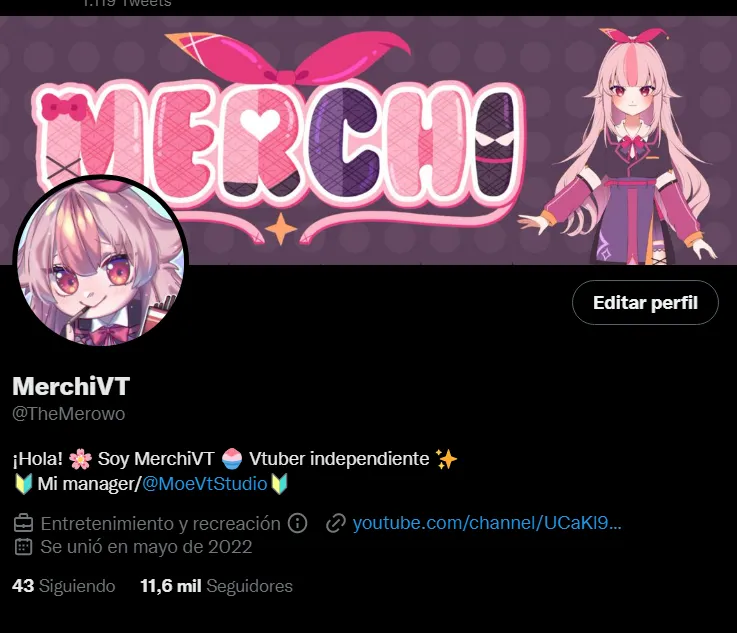 1.119 Tweets
MERCHI
Editar perfil
MerchiVT
@TheMerowo
¡Hola! 🌸 Soy MerchiVT 🍧 Vtuber independiente ✨
🔰Mi manager/@MoeVtStudio🔰
Entretenimiento y recreación youtube.com/channel/UCaKl9...
Se unió en mayo de 2022
43 Siguiendo 11,6 mil Seguidores